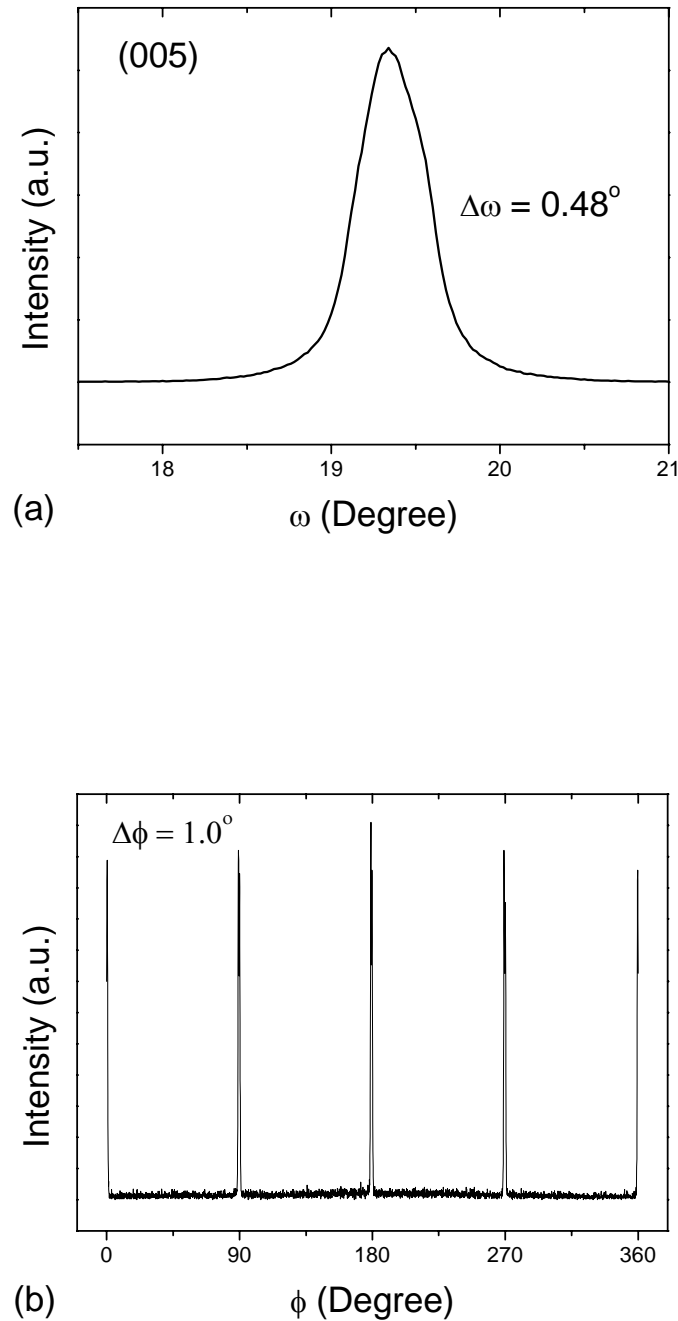 (005)
Intensity (a.u.)
Δω = 0.48°
18 19 20 21
(a)
ω (Degree)
Δϕ = 1.0°
Intensity (a.u.)
0 90 180 270 360
(b)
ϕ (Degree)